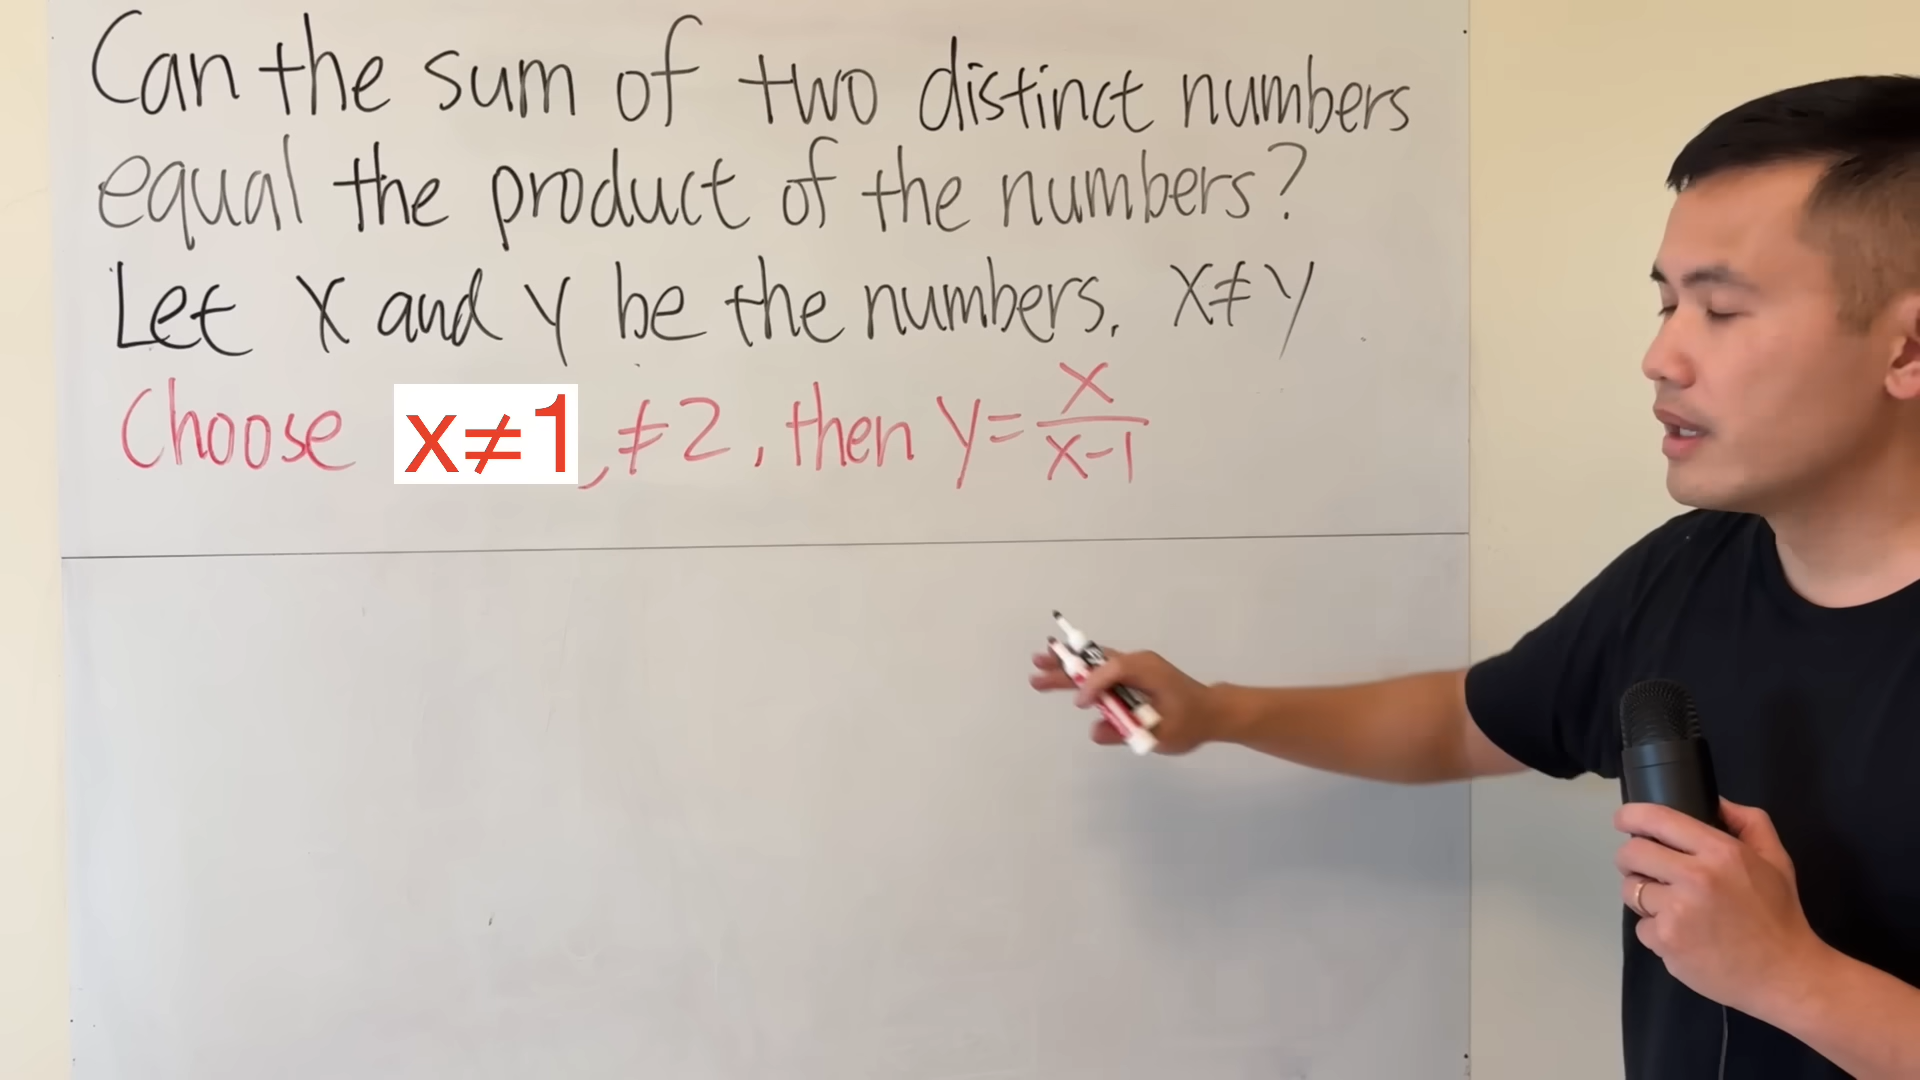 Can the sum of two distinct numbers
equal the product of the numbers?
Let x and y be the numbers. x≠y
Choose x≠1, ≠2, then y=x/(x-1)